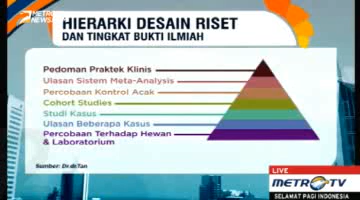 METRO NEWS
HIERARKI DESAIN RISET
DAN TINGKAT BUKTI ILMIAH
Pedoman Praktek Klinis
Ulasan Sistem Meta-Analysis
Percobaan Kontrol Acak
Cohort Studies
Studi Kasus
Ulasan Beberapa Kasus
Percobaan Terhadap Hewan
& Laboratorium
Sumber: Dr.drTan
LIVE
METRO TV
SELAMAT PAGI INDONESIA